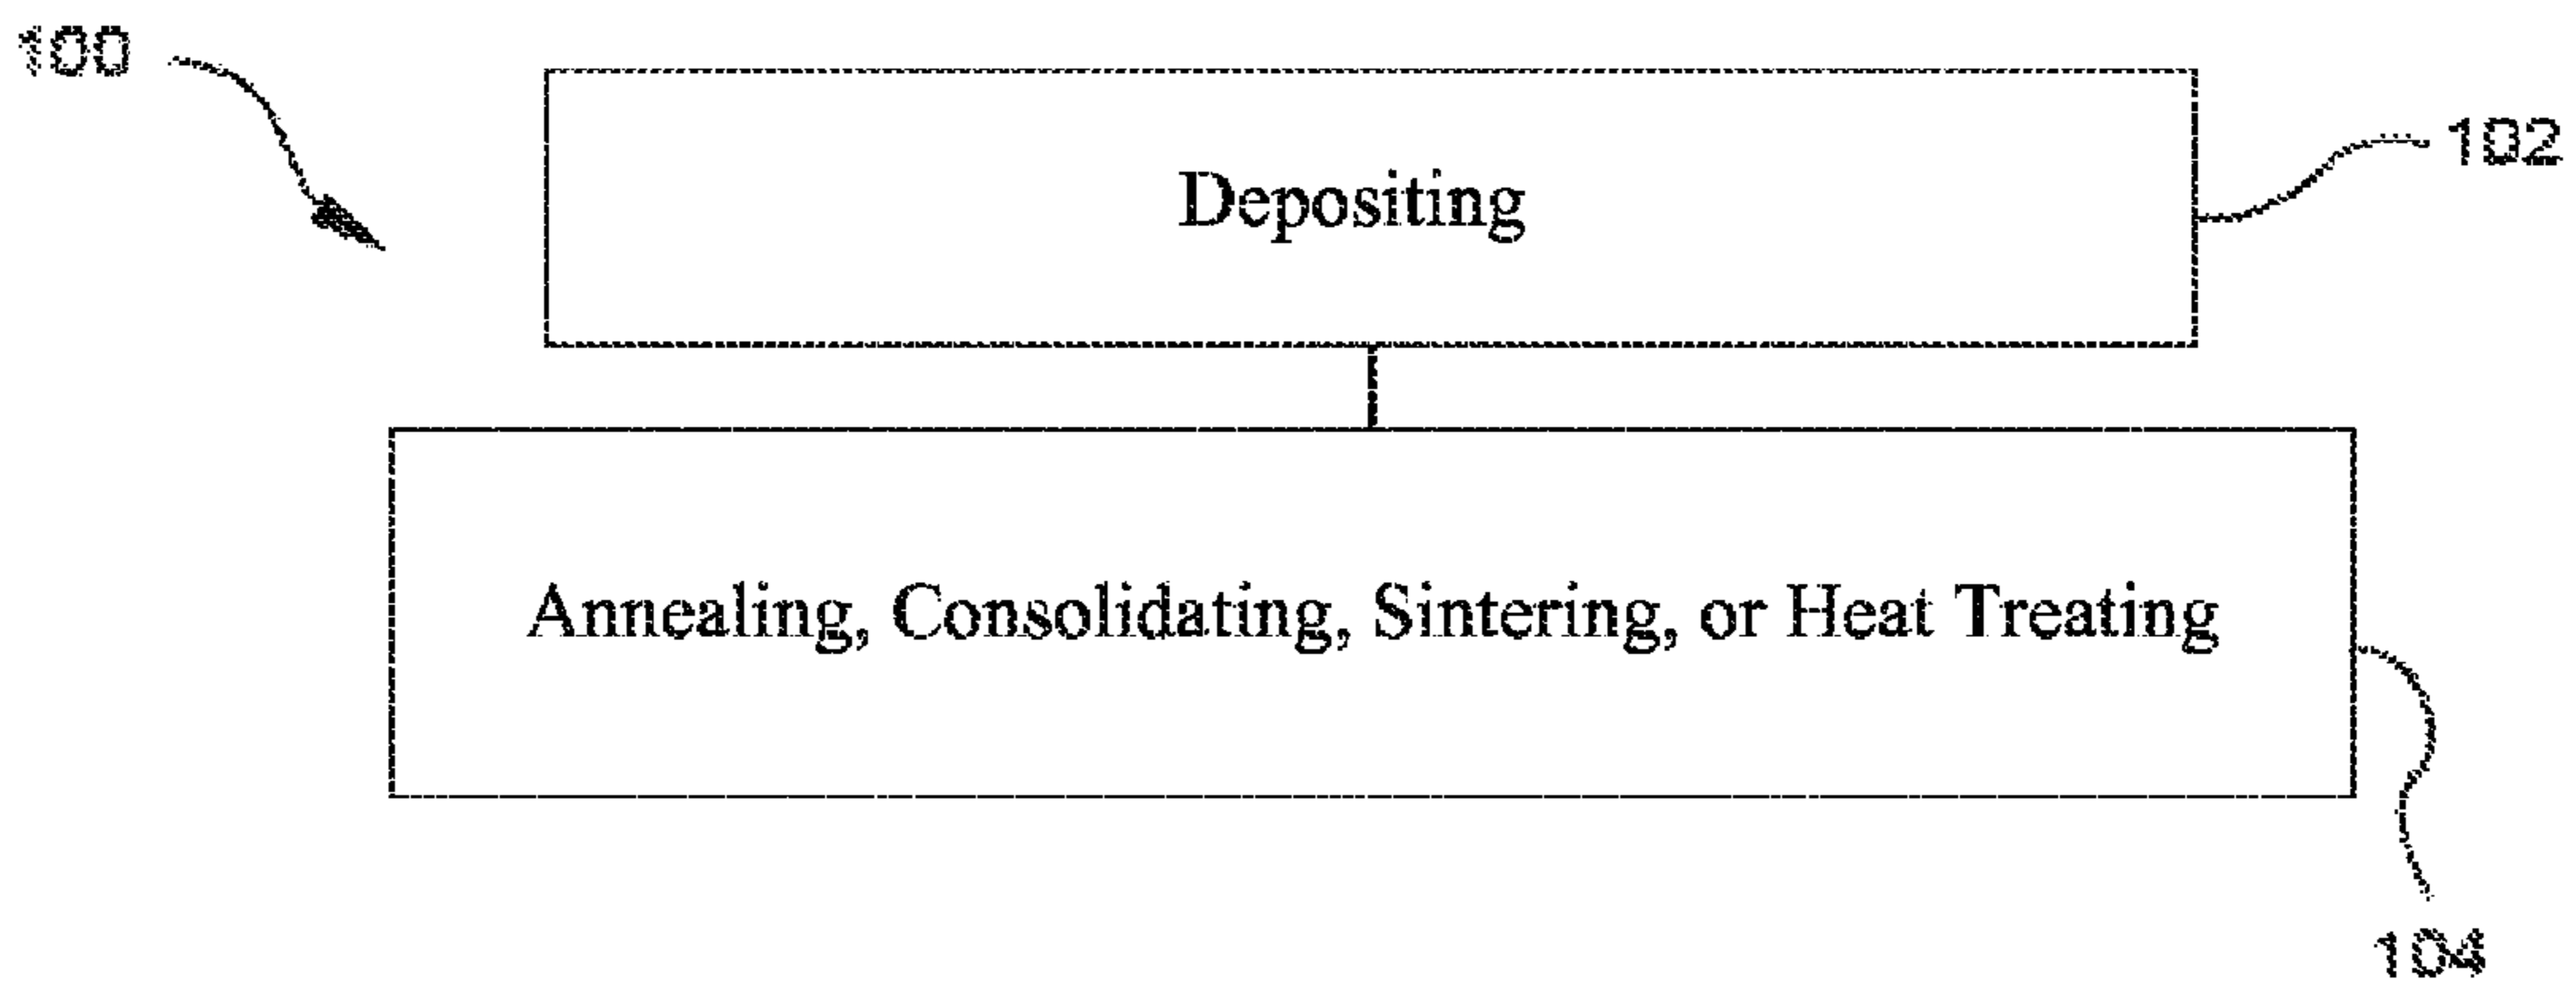 100
102
Depositing
Annealing, Consolidating, Sintering, or Heat Treating
104